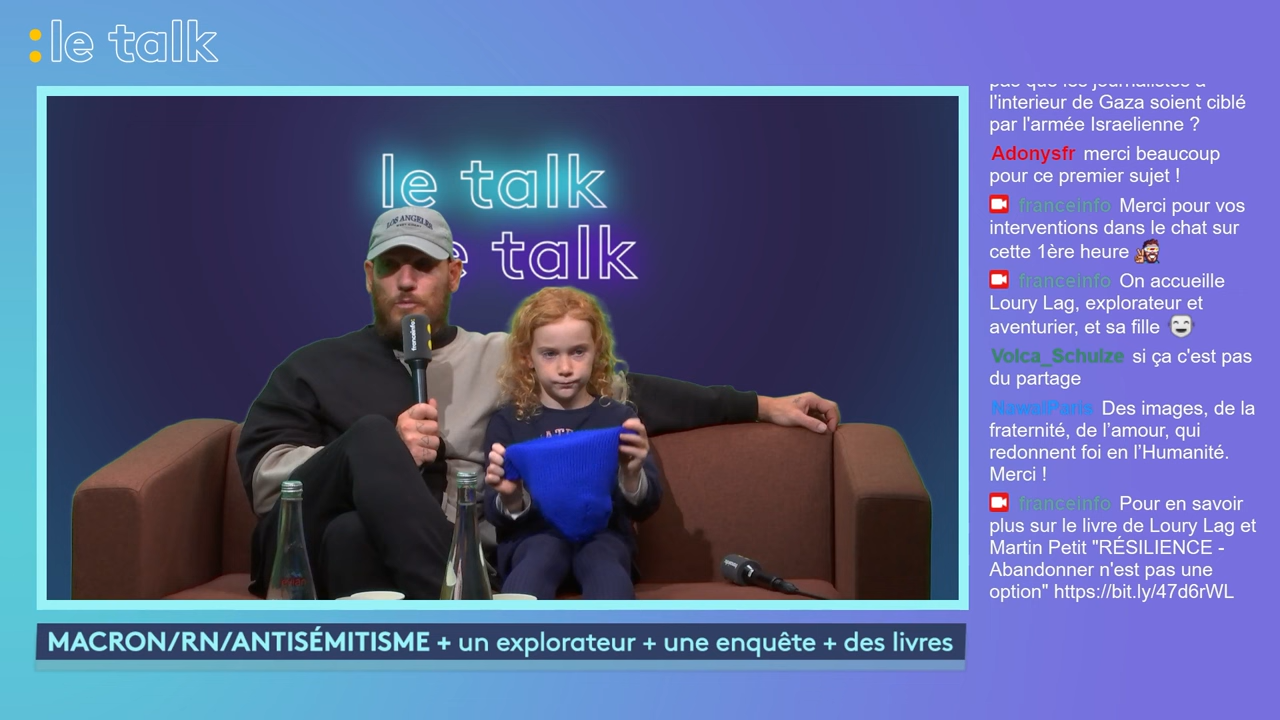 :le talk
le talk
e talk
LOS ANGELES
franceinfo:
l'interieur de Gaza soient ciblé
par l'armée Israelienne ?
Adonysfr merci beaucoup
pour ce premier sujet !
franceinfo Merci pour vos
interventions dans le chat sur
cette 1ère heure
franceinfo On accueille
Loury Lag, explorateur et
aventurier, et sa fille
Volca_Schulze si ça c'est pas
du partage
NawalParis Des images, de la
fraternité, de l'amour, qui
redonnent foi en l'Humanité.
Merci !
franceinfo Pour en savoir
plus sur le livre de Loury Lag et
Martin Petit "RÉSILIENCE -
Abandonner n'est pas une
option" https://bit.ly/47d6rWL
MACRON/RN/ANTISÉMITISME + un explorateur + une enquête + des livres